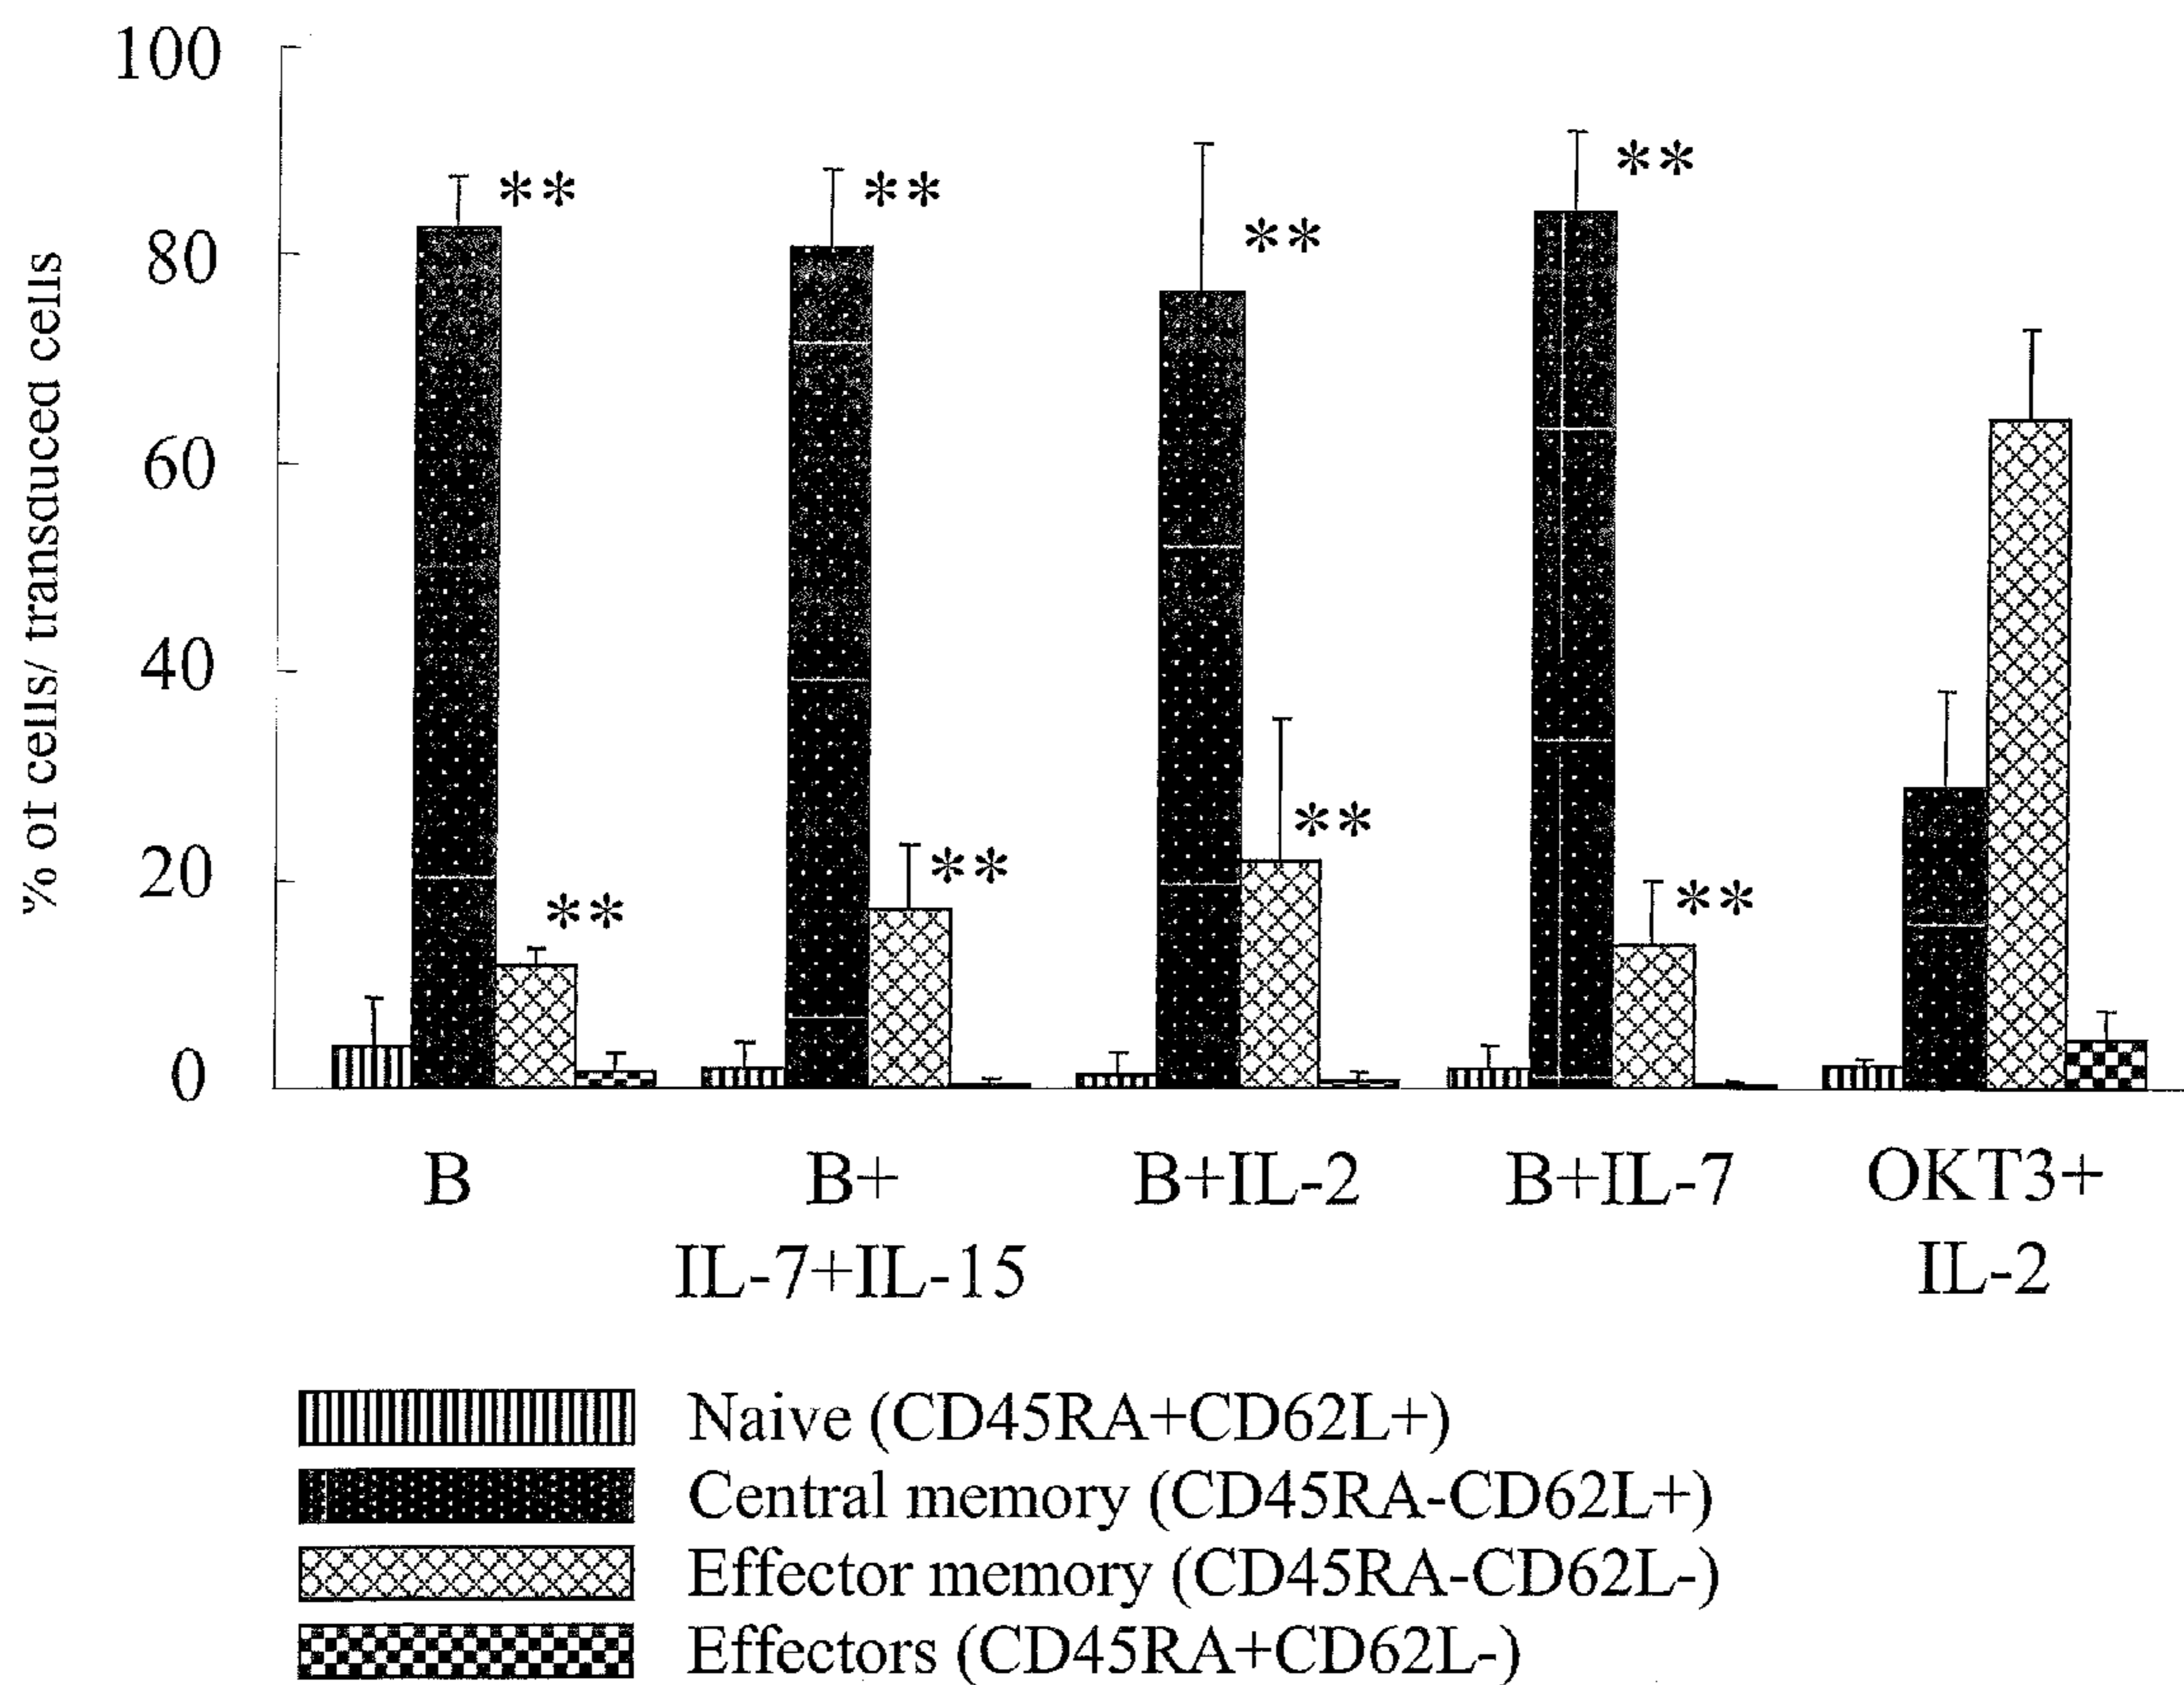 100
80
60
40
20
0
% of cells/ transduced cells
**
**
**
**
**
**
**
**
B
B+
IL-7+IL-15
B+IL-2
B+IL-7
OKT3+
IL-2
Naive (CD45RA+CD62L+)
Central memory (CD45RA-CD62L+)
Effector memory (CD45RA-CD62L-)
Effectors (CD45RA+CD62L-)